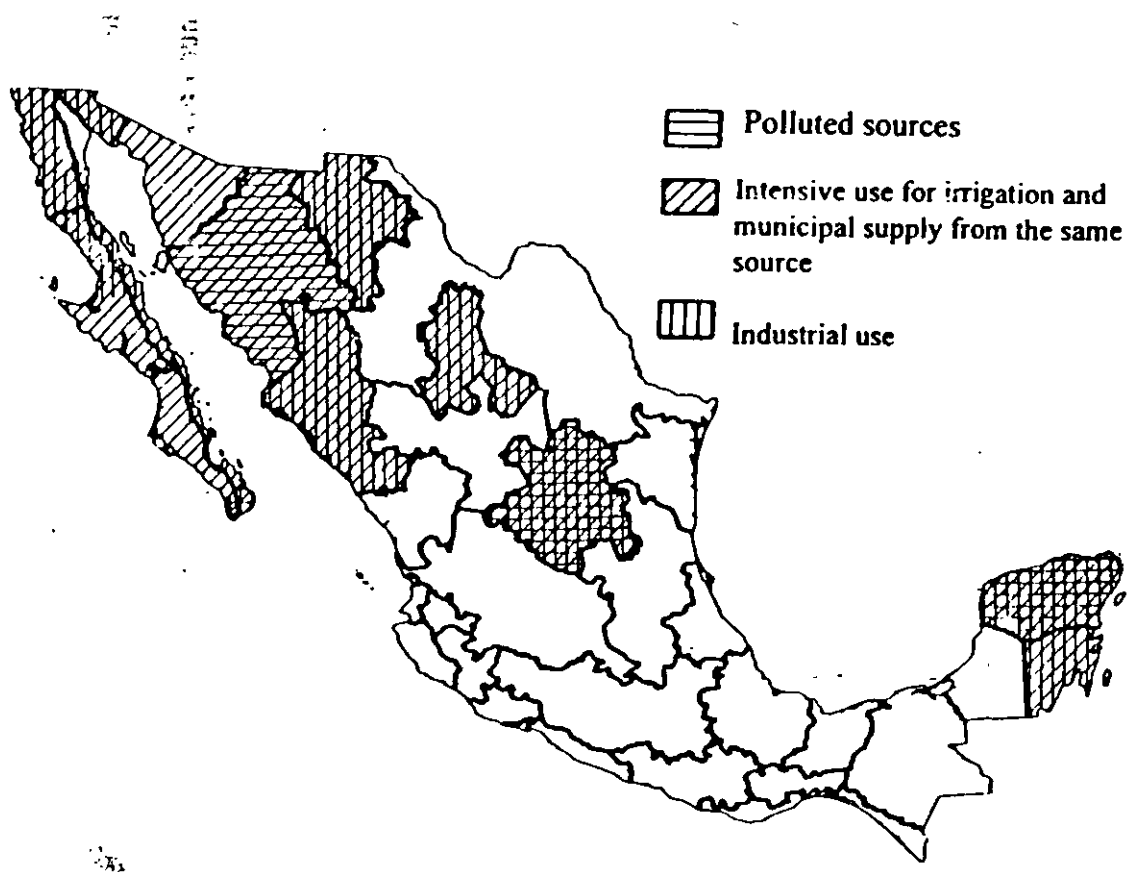 Polluted sources
Intensive use for irrigation and
municipal supply from the same
source
Industrial use